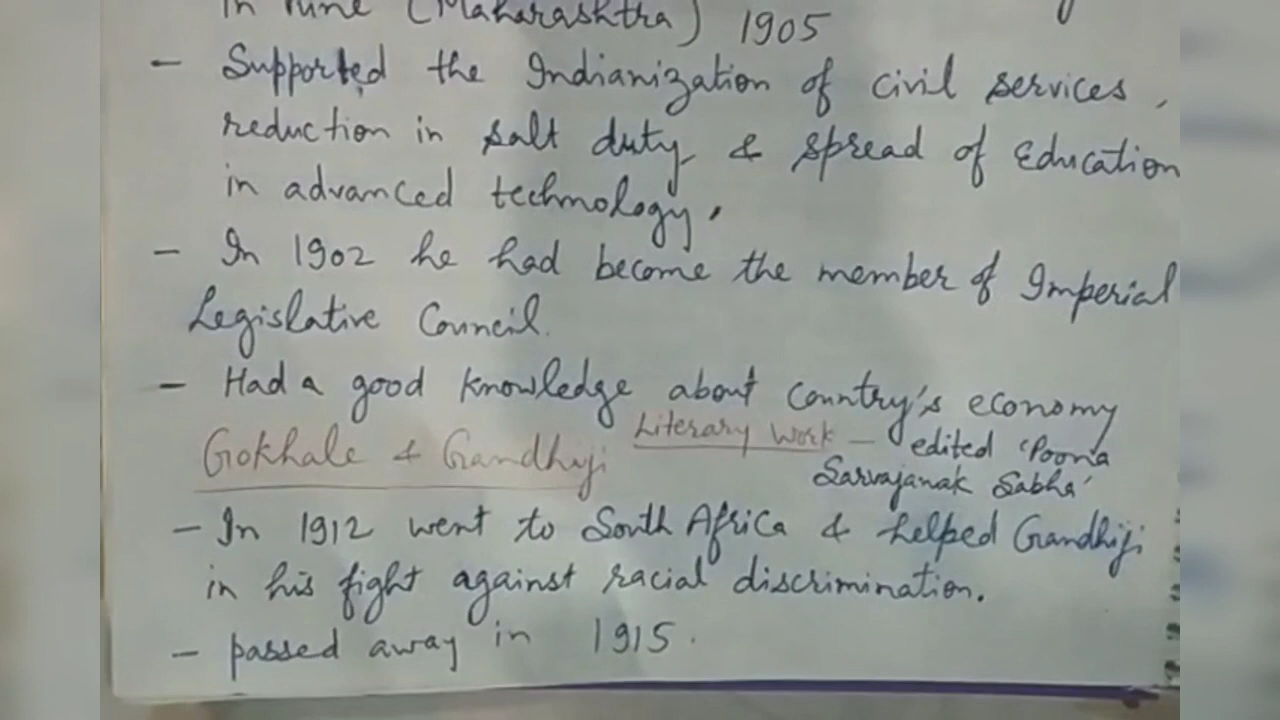 in Pune (Maharashtra) 1905
- Supported the Indianization of civil services,
reduction in salt duty & spread of Education
in advanced technology.
- In 1902 he had become the member of Imperial
Legislative Council.
- Had a good knowledge about country's economy
Literary Work - edited 'Poona
Sarvajanak Sabha'
Gokhale & Gandhiji
- In 1912 went to South Africa & helped Gandhiji
in his fight against racial discrimination.
- passed away in 1915.